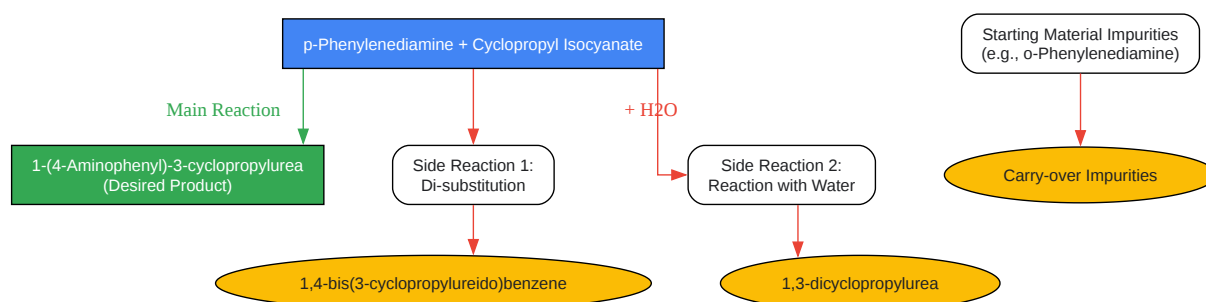 p-Phenylenediamine + Cyclopropyl Isocyanate
Starting Material Impurities
(e.g., o-Phenylenediamine)
Main Reaction
+ H2O
1-(4-Aminophenyl)-3-cyclopropylurea
(Desired Product)
Side Reaction 1:
Di-substitution
Side Reaction 2:
Reaction with Water
Carry-over Impurities
1,4-bis(3-cyclopropylureido)benzene
1,3-dicyclopropylurea